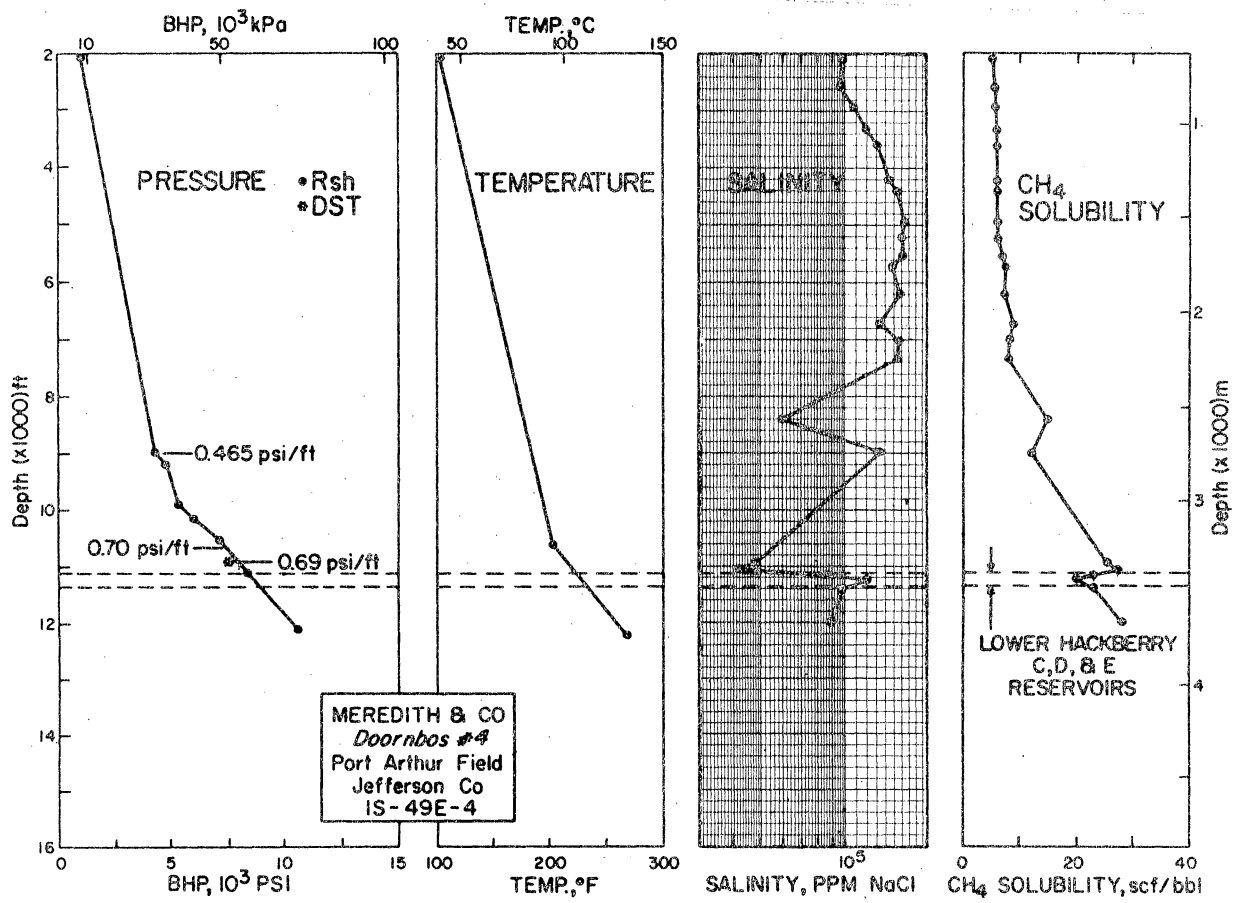 BHP, 10³ kPa
10 50 100
TEMP., °C
50 100 150
PRESSURE
• Rsh
* DST
TEMPERATURE
SALINITY
CH₄
SOLUBILITY
Depth (x1000) ft
2
4
6
8
10
12
14
16
0.465 psi/ft
0.70 psi/ft
0.69 psi/ft
1
2
3
4
Depth (x1000) m
LOWER HACKBERRY
C, D, & E
RESERVOIRS
MEREDITH & CO
Doornbos #4
Port Arthur Field
Jefferson Co
IS-49E-4
0 5 10 15
BHP, 10³ PSI
100 200 300
TEMP., °F
10⁵
SALINITY, PPM NaCl
0 20 40
CH₄ SOLUBILITY, scf/bbl